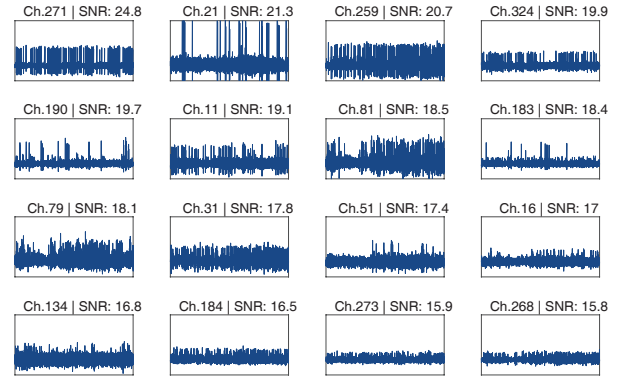 Ch.271 | SNR: 24.8
Ch.21 | SNR: 21.3
Ch.259 | SNR: 20.7
Ch.324 | SNR: 19.9
Ch.190 | SNR: 19.7
Ch.11 | SNR: 19.1
Ch.81 | SNR: 18.5
Ch.183 | SNR: 18.4
Ch.79 | SNR: 18.1
Ch.31 | SNR: 17.8
Ch.51 | SNR: 17.4
Ch.16 | SNR: 17
Ch.134 | SNR: 16.8
Ch.184 | SNR: 16.5
Ch.273 | SNR: 15.9
Ch.268 | SNR: 15.8